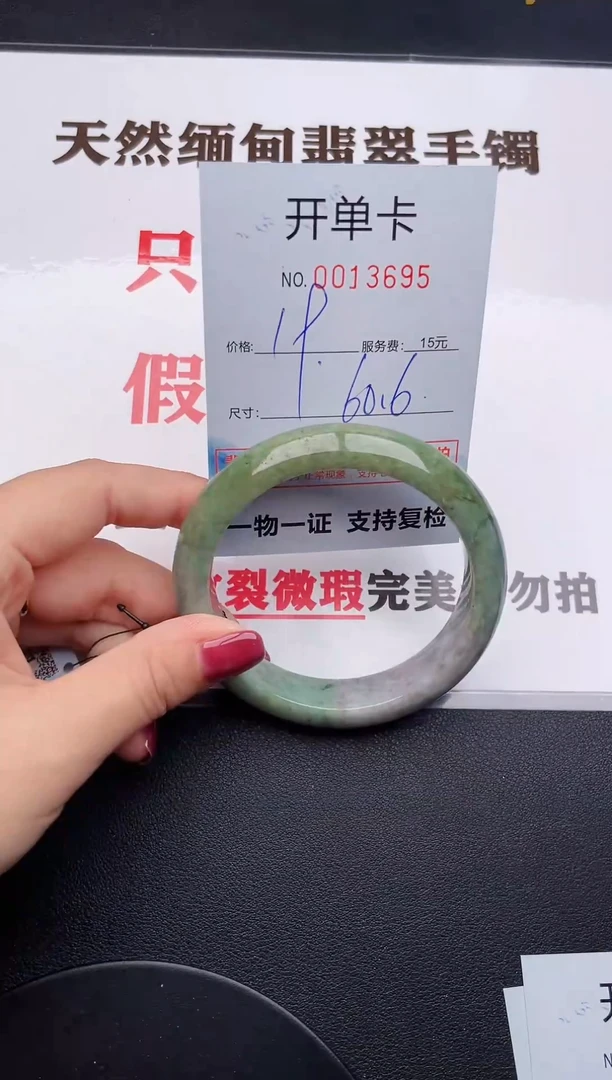 天然缅甸翡翠手镯
只
开单卡
NO.0013695
价格: 服务费: 15元
假
尺寸: 60.6
一物一证 支持复检
裂微瑕完美 勿拍
开